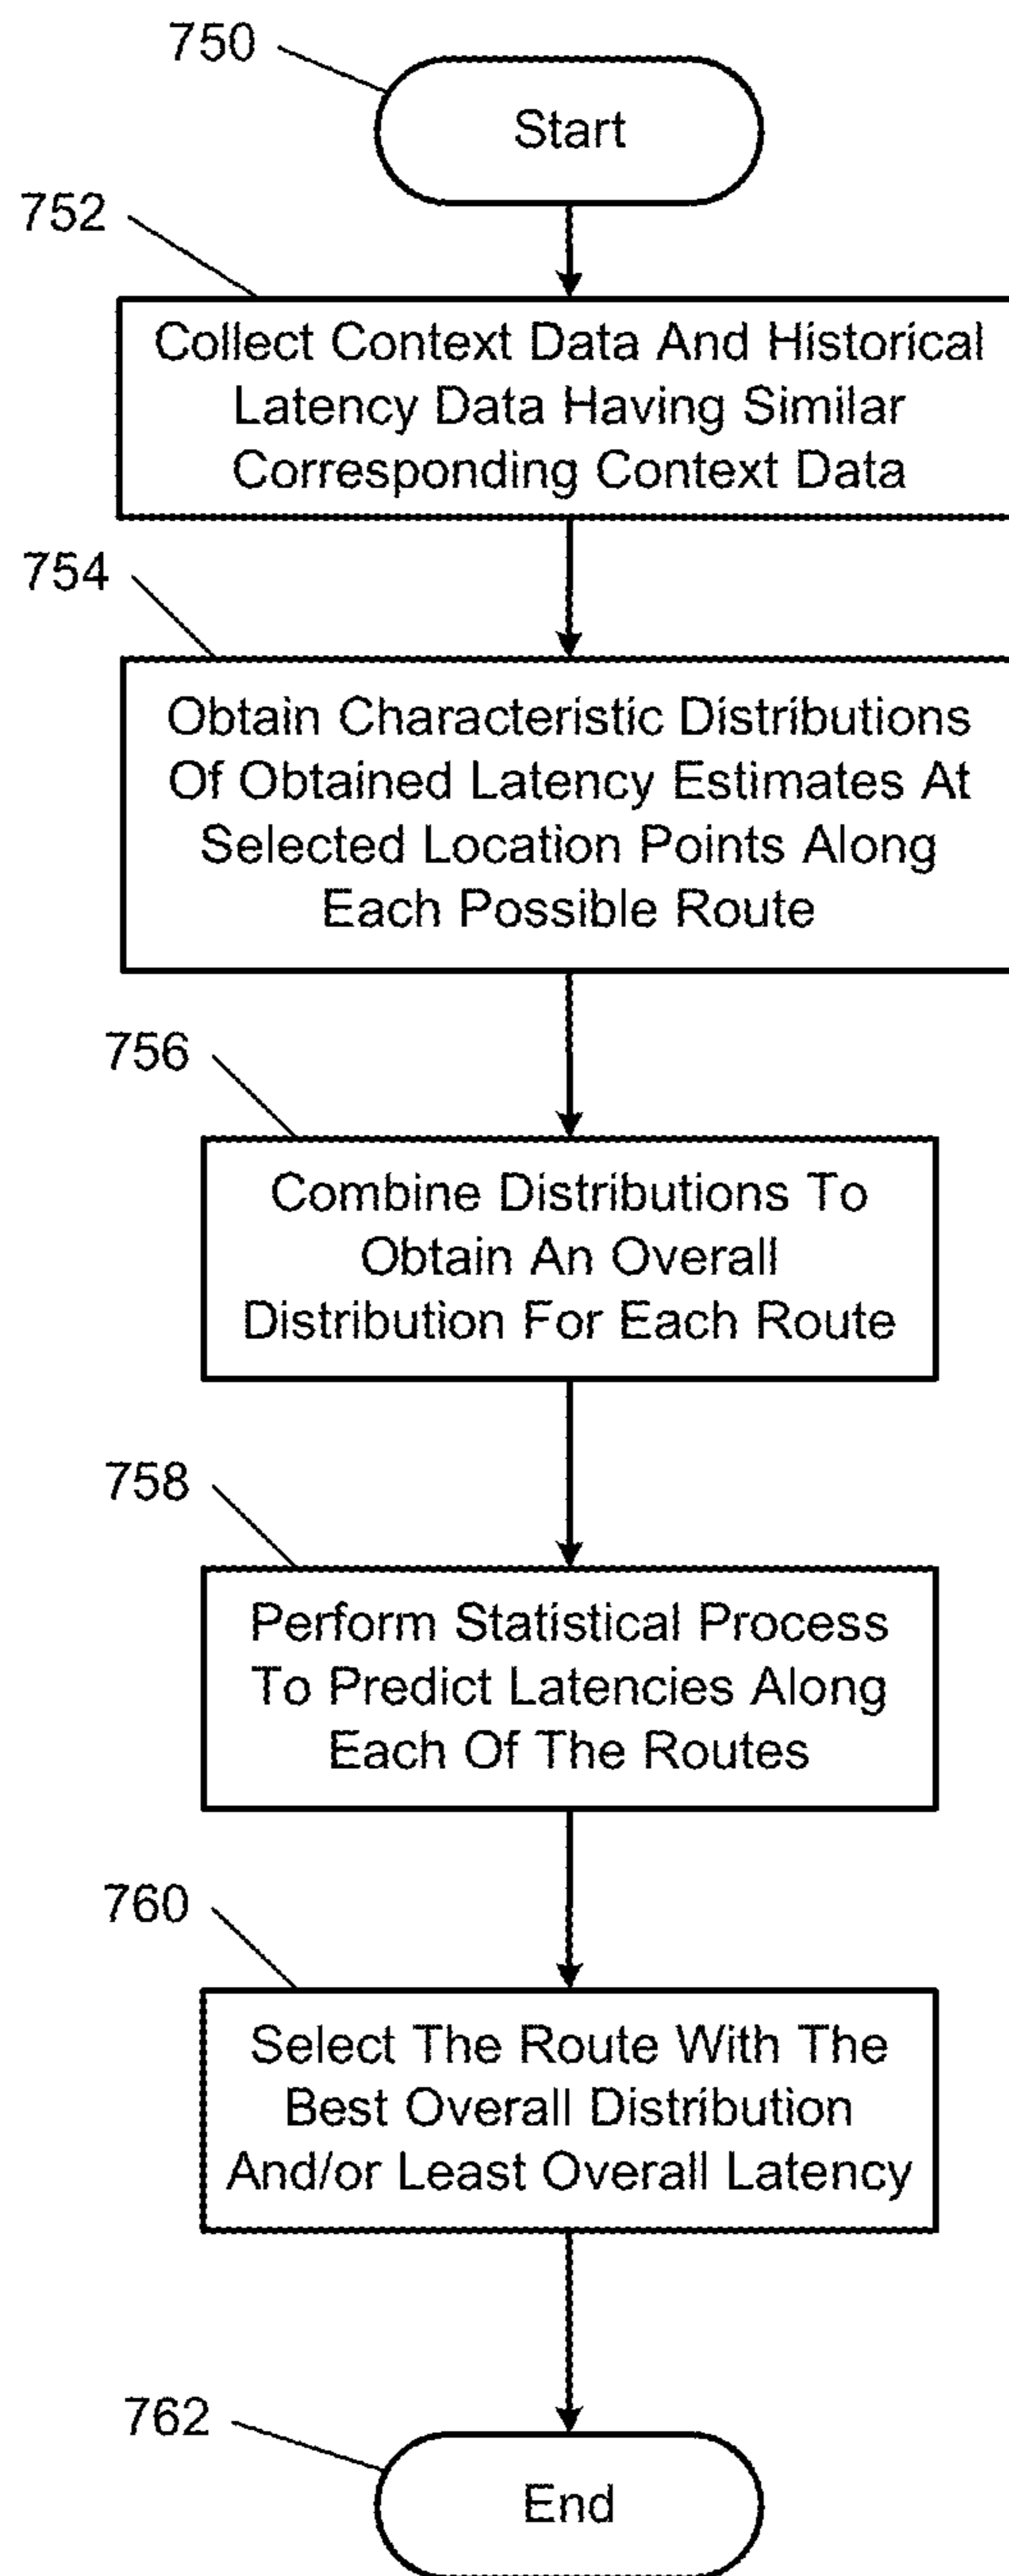 750
Start
752
Collect Context Data And Historical
Latency Data Having Similar
Corresponding Context Data
754
Obtain Characteristic Distributions
Of Obtained Latency Estimates At
Selected Location Points Along
Each Possible Route
756
Combine Distributions To
Obtain An Overall
Distribution For Each Route
758
Perform Statistical Process
To Predict Latencies Along
Each Of The Routes
760
Select The Route With The
Best Overall Distribution
And/or Least Overall Latency
762
End